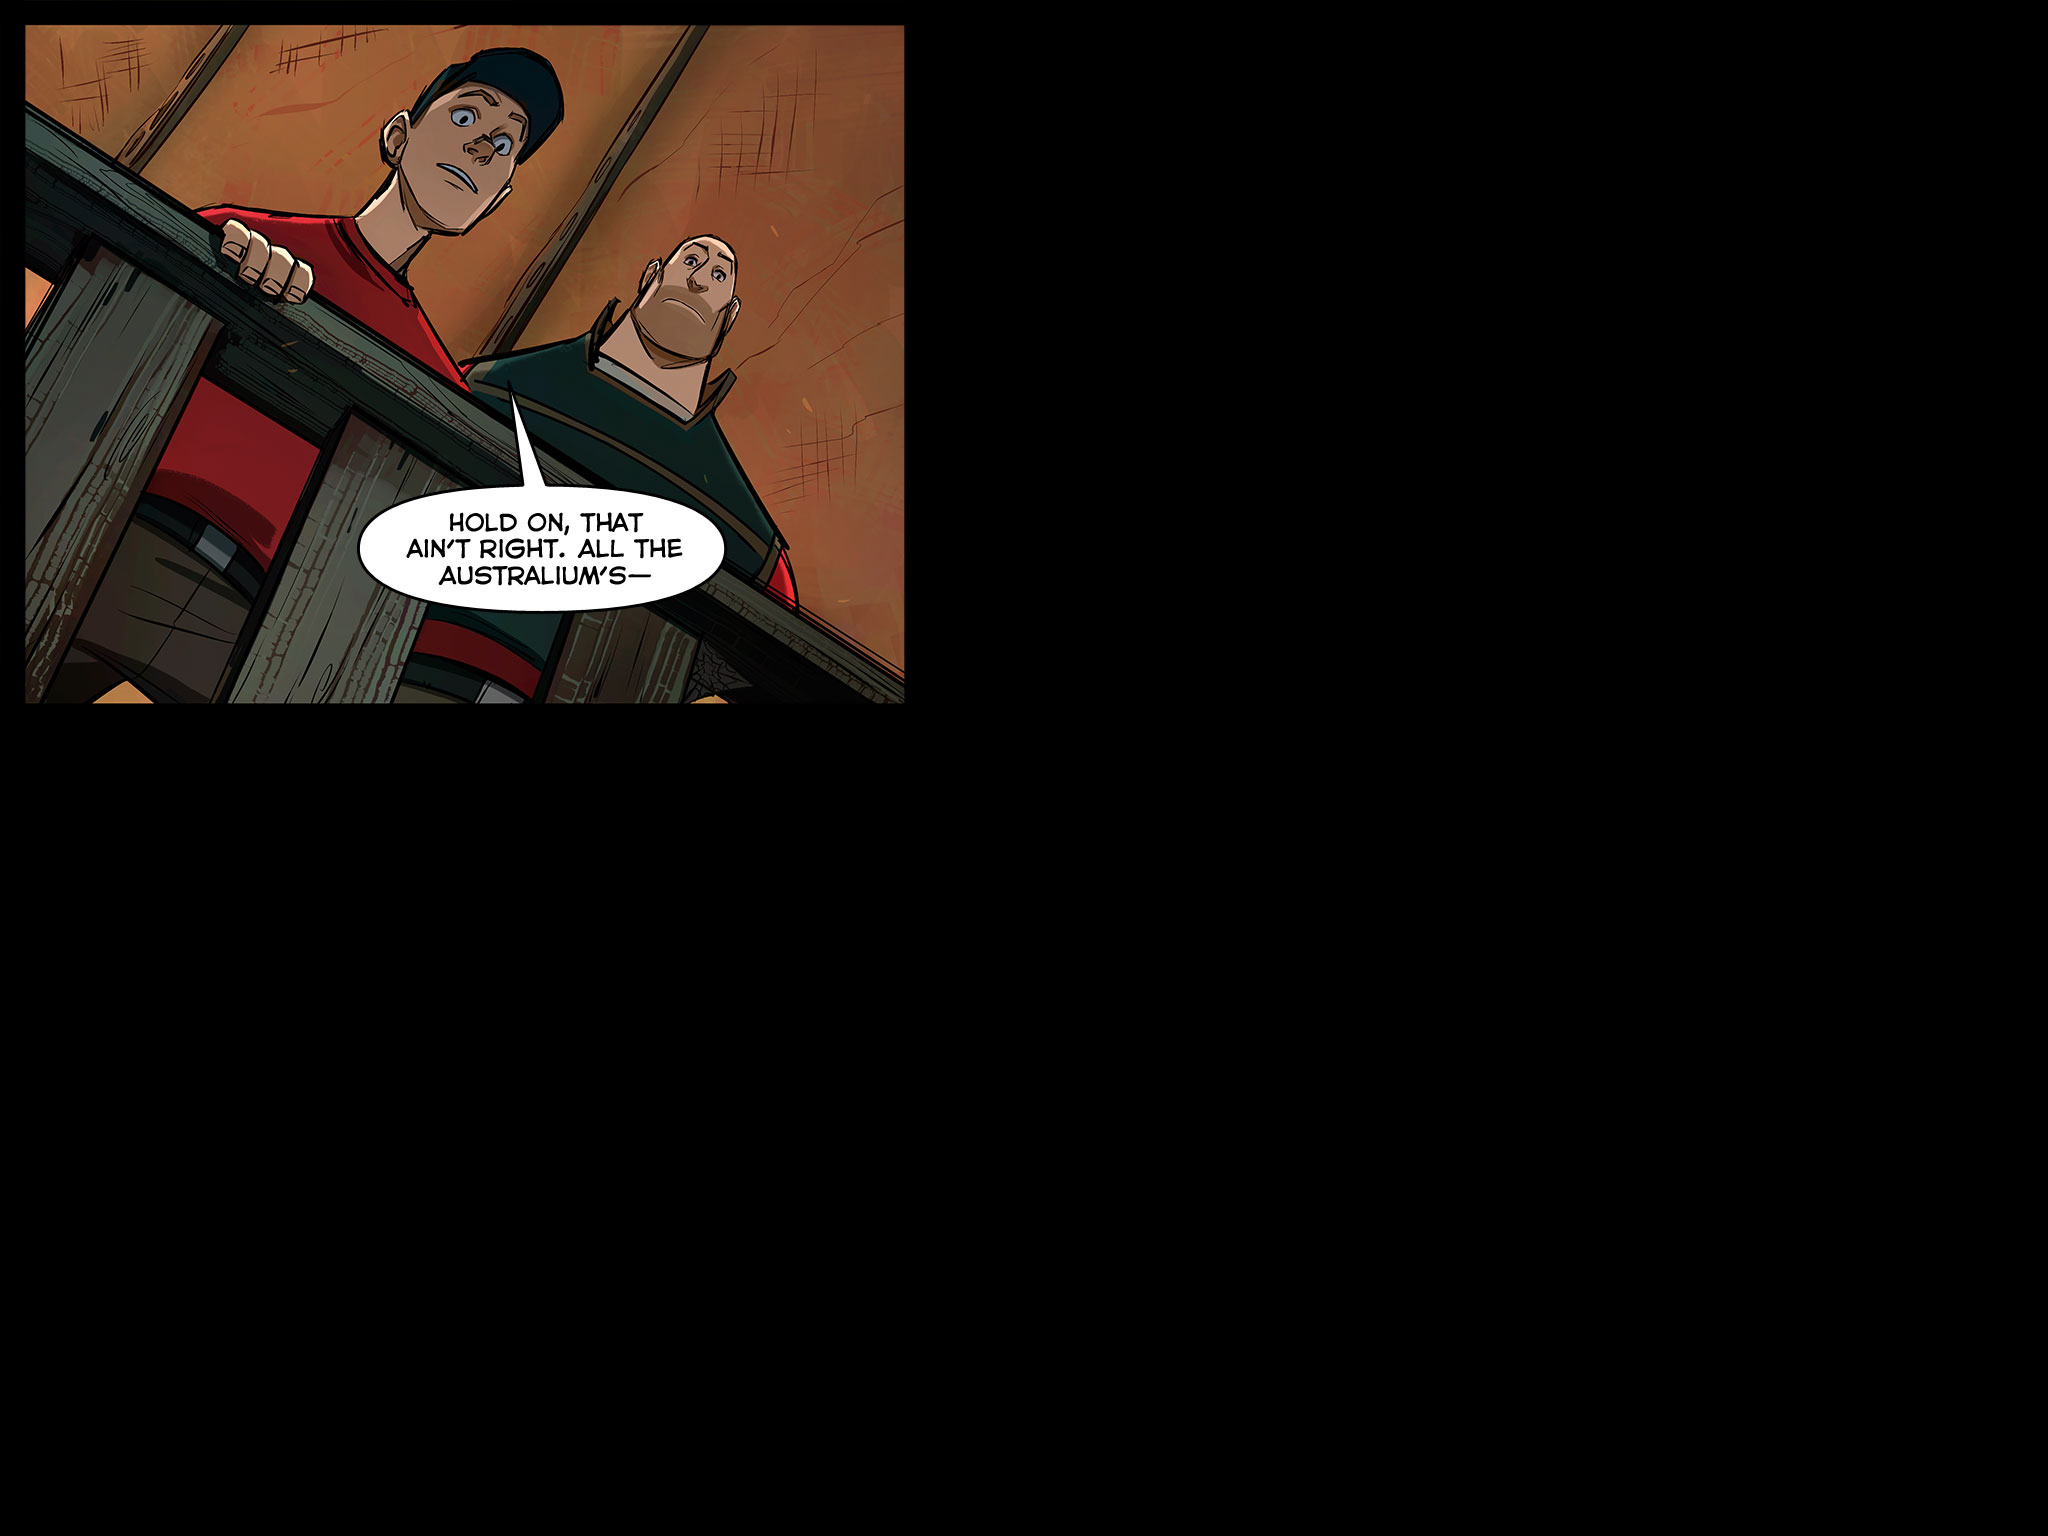 HOLD ON, THAT
AIN'T RIGHT. ALL THE
AUSTRALIUM'S—